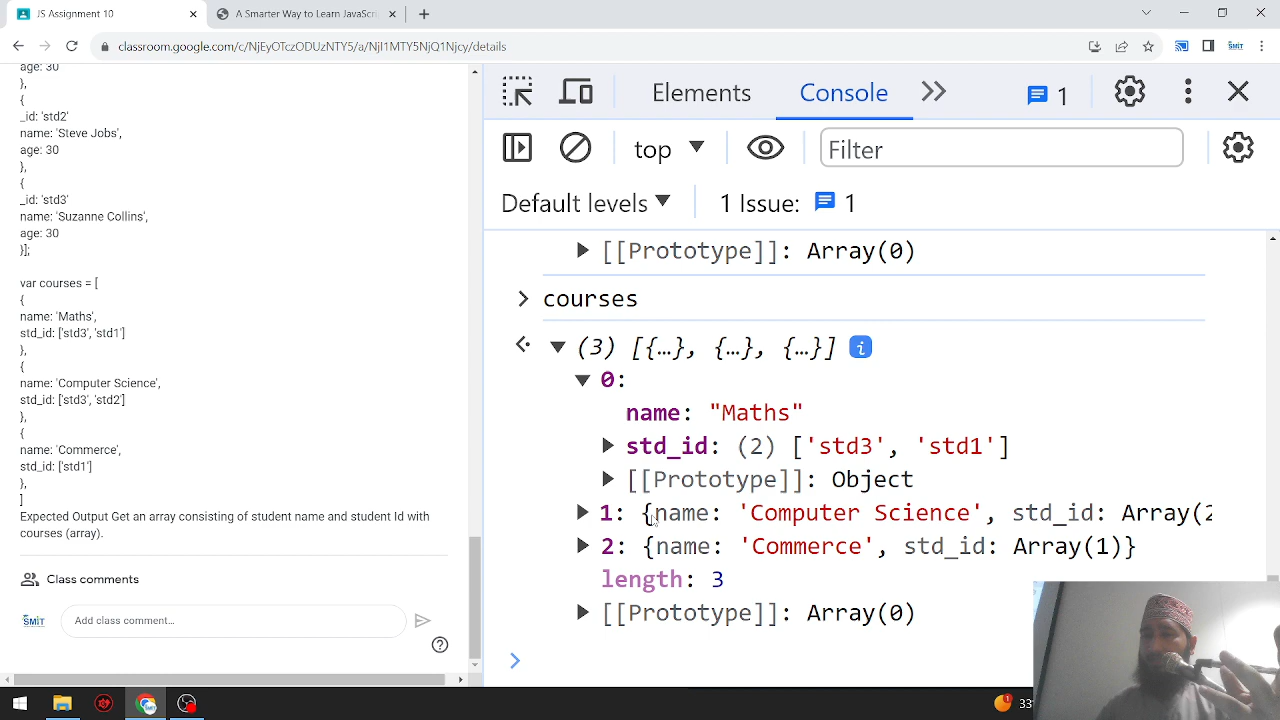 JS Assignment 10
A Smarter Way to Learn JavaScri
classroom.google.com/c/NjEyOTczODUzNTY5/a/NjI1MTY5NjQ1Njcy/details
age: 30
},
{
_id: 'std2'
name: 'Steve Jobs',
age: 30
},
{
_id: 'std3'
name: 'Suzanne Collins',
age: 30
}];
var courses = [
{
name: 'Maths',
std_id: ['std3', 'std1']
},
{
name: 'Computer Science',
std_id: ['std3', 'std2']
},
{
name: 'Commerce',
std_id: ['std1']
},
]
Expected Output Get an array consisting of student name and student Id with
courses (array).
Class comments
SMIT
Add class comment…
Elements
Console
1
top
Filter
Default levels
1 Issue:
1
[[Prototype]]: Array(0)
courses
(3) [{…}, {…}, {…}]
0:
name: "Maths"
std_id: (2) ['std3', 'std1']
[[Prototype]]: Object
1: {name: 'Computer Science', std_id: Array(2
2: {name: 'Commerce', std_id: Array(1)}
length: 3
[[Prototype]]: Array(0)
33